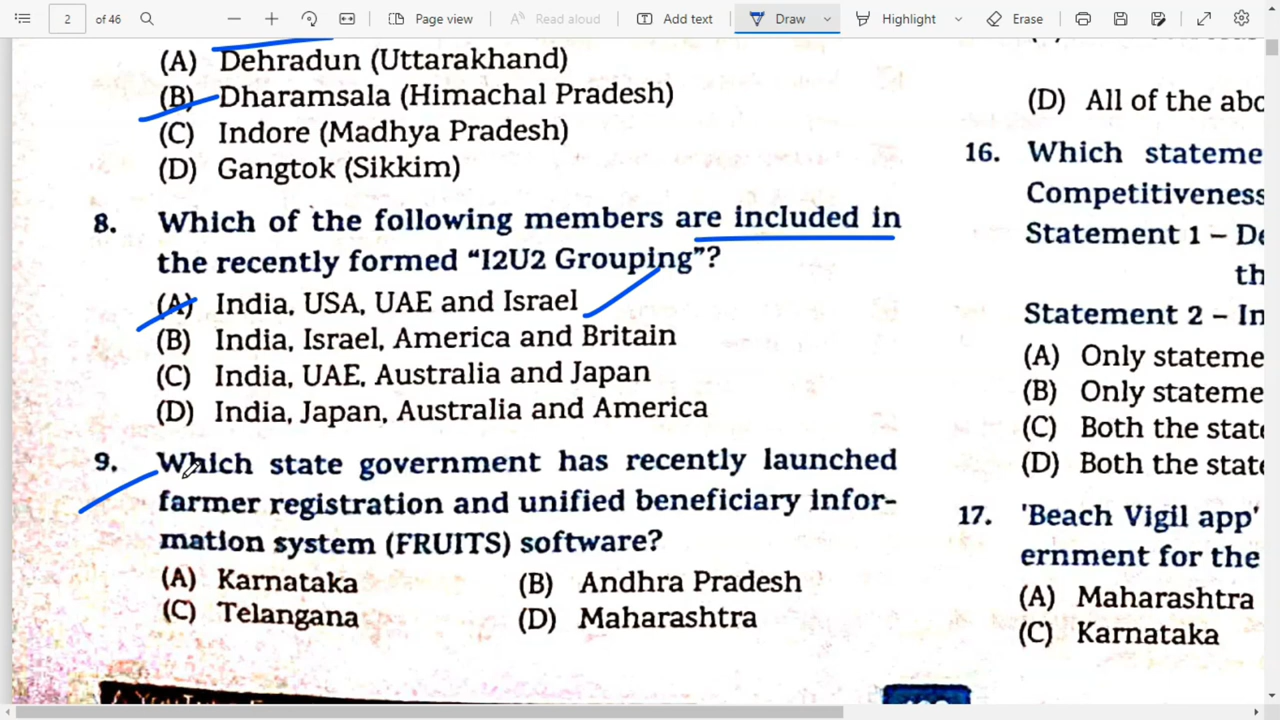 2 of 46
Page view
Read aloud
Add text
Draw
Highlight
Erase
(A) Dehradun (Uttarakhand)
(B) Dharamsala (Himachal Pradesh)
(C) Indore (Madhya Pradesh)
(D) Gangtok (Sikkim)
8. Which of the following members are included in
the recently formed “I2U2 Grouping”?
(A) India, USA, UAE and Israel
(B) India, Israel, America and Britain
(C) India, UAE, Australia and Japan
(D) India, Japan, Australia and America
9. Which state government has recently launched
farmer registration and unified beneficiary infor-
mation system (FRUITS) software?
(A) Karnataka (B) Andhra Pradesh
(C) Telangana (D) Maharashtra
(D) All of the abo
16. Which stateme
Competitiveness
Statement 1 – De
th
Statement 2 – In
(A) Only stateme
(B) Only stateme
(C) Both the state
(D) Both the state
17. 'Beach Vigil app'
ernment for the
(A) Maharashtra
(C) Karnataka